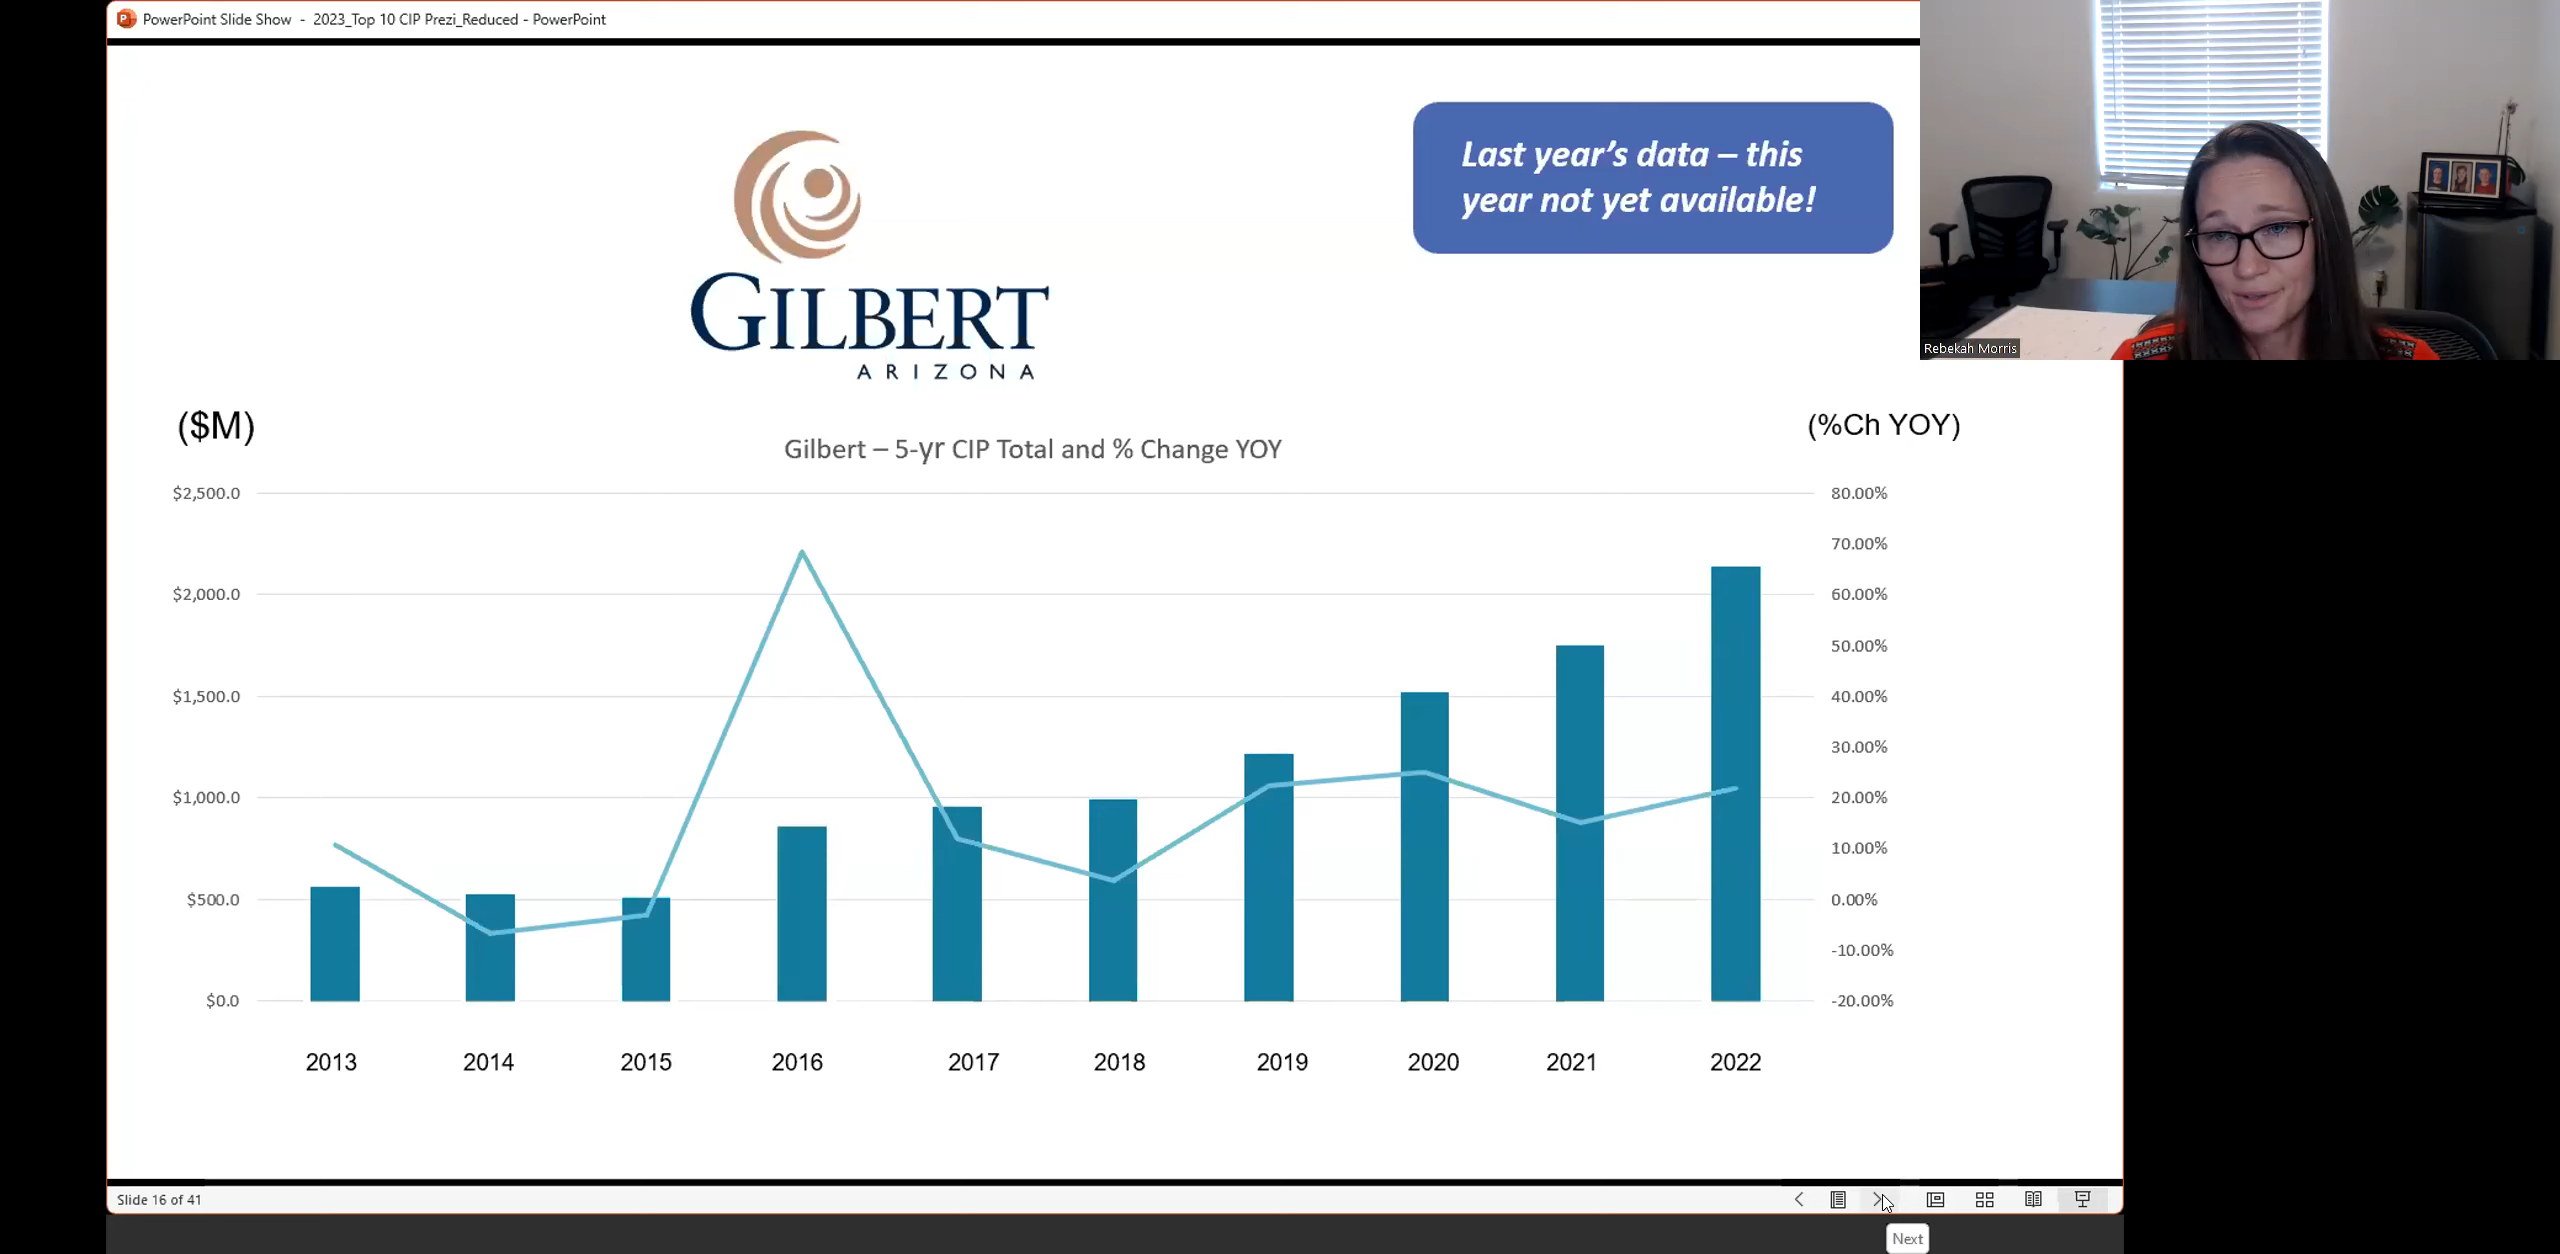 PowerPoint Slide Show - 2023_Top 10 CIP Prezi_Reduced - PowerPoint
Last year's data – this
year not yet available!
GILBERT
ARIZONA
Rebekah Morris
($M)
(%Ch YOY)
Gilbert – 5-yr CIP Total and % Change YOY
$2,500.0
$2,000.0
$1,500.0
$1,000.0
$500.0
$0.0
80.00%
70.00%
60.00%
50.00%
40.00%
30.00%
20.00%
10.00%
0.00%
-10.00%
-20.00%
2013 2014 2015 2016 2017 2018 2019 2020 2021 2022
Slide 16 of 41
Next